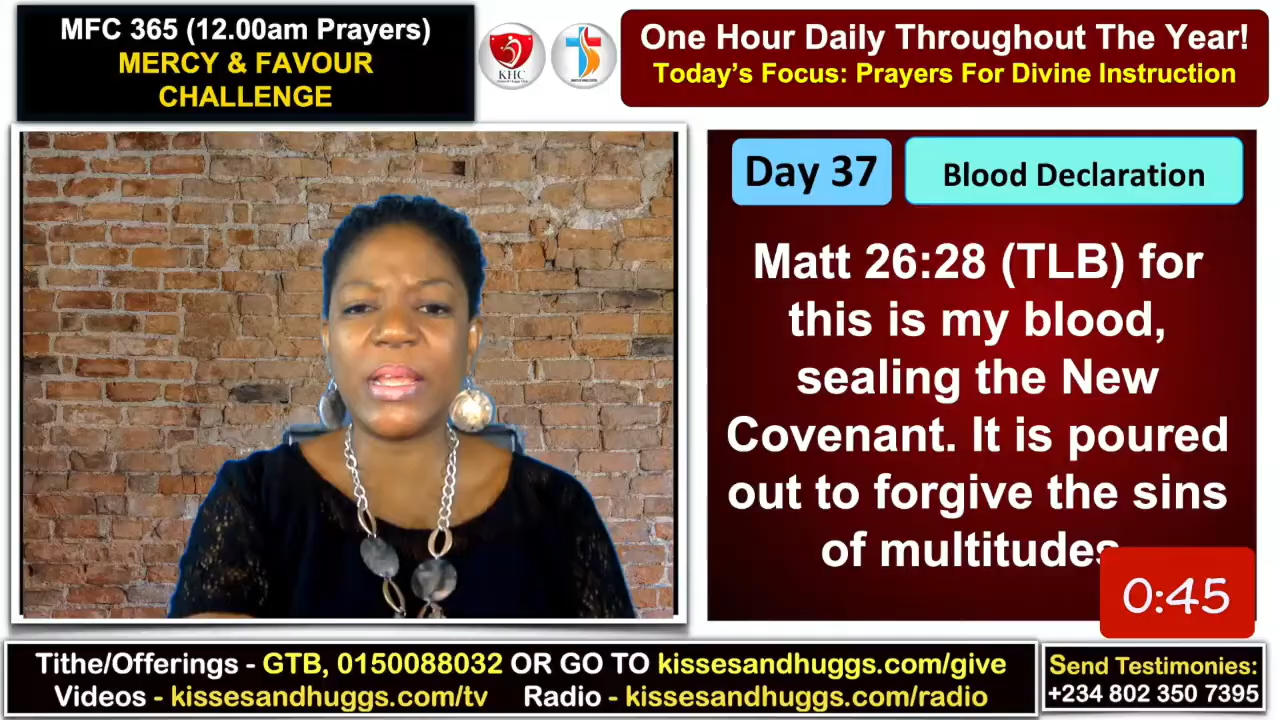 MFC 365 (12.00am Prayers)
MERCY & FAVOUR
CHALLENGE
KHC
One Hour Daily Throughout The Year!
Today's Focus: Prayers For Divine Instruction
Day 37
Blood Declaration
Matt 26:28 (TLB) for
this is my blood,
sealing the New
Covenant. It is poured
out to forgive the sins
of multitudes
0:45
Tithe/Offerings - GTB, 0150088032 OR GO TO kissesandhuggs.com/give
Videos - kissesandhuggs.com/tv Radio - kissesandhuggs.com/radio
Send Testimonies:
+234 802 350 7395